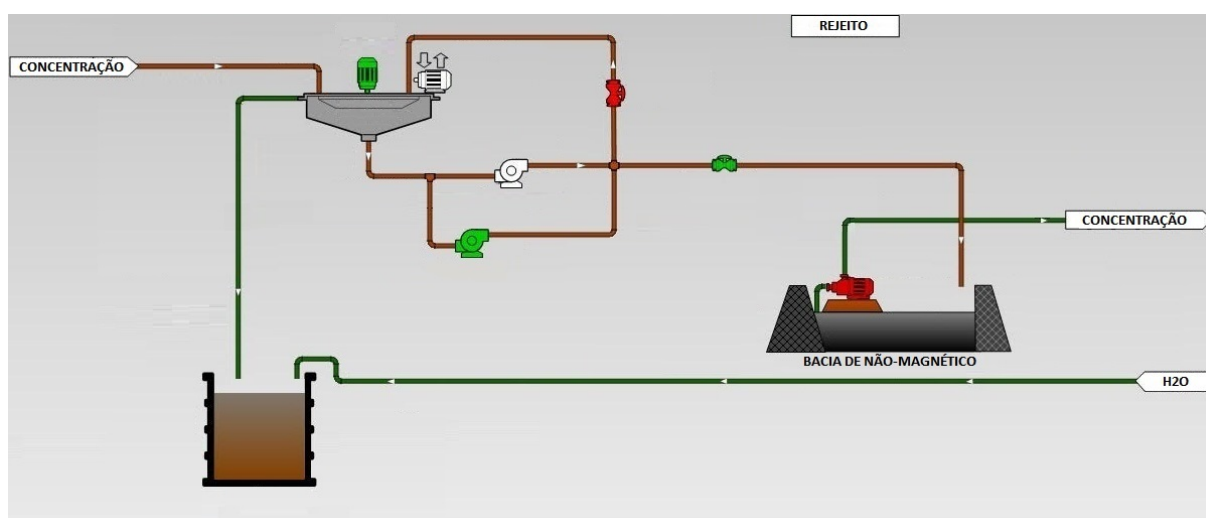 REJEITO
CONCENTRAÇÃO
CONCENTRAÇÃO
BACIA DE NÃO-MAGNÉTICO
H2O